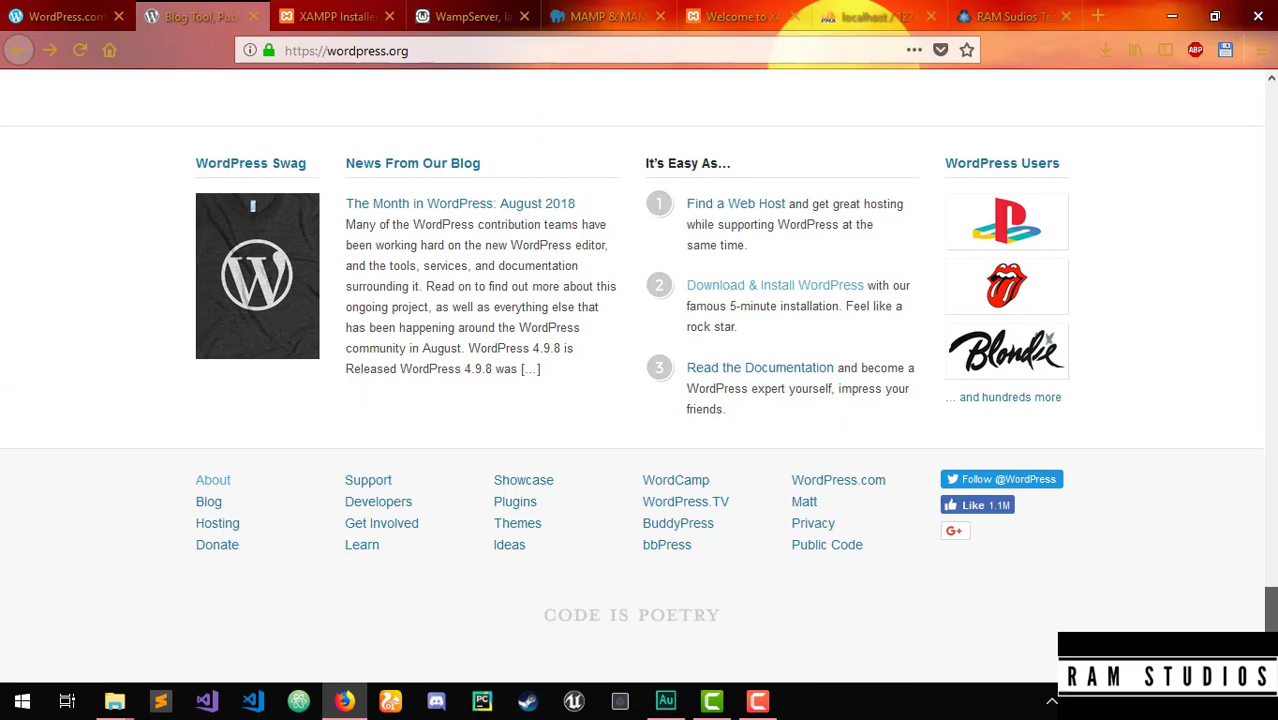 WordPress.com
Blog Tool, Pub
XAMPP Installe
WampServer, la
MAMP & MAM
Welcome to XA
PMA
localhost / 127
RAM Sudios Te
https://wordpress.org
ABP
WordPress Swag
W
News From Our Blog
The Month in WordPress: August 2018
Many of the WordPress contribution teams have
been working hard on the new WordPress editor,
and the tools, services, and documentation
surrounding it. Read on to find out more about this
ongoing project, as well as everything else that
has been happening around the WordPress
community in August. WordPress 4.9.8 is
Released WordPress 4.9.8 was […]
It's Easy As…
1 Find a Web Host and get great hosting
while supporting WordPress at the
same time.
2 Download & Install WordPress with our
famous 5-minute installation. Feel like a
rock star.
3 Read the Documentation and become a
WordPress expert yourself, impress your
friends.
WordPress Users
Blondie
… and hundreds more
About
Blog
Hosting
Donate
Support
Developers
Get Involved
Learn
Showcase
Plugins
Themes
Ideas
WordCamp
WordPress.TV
BuddyPress
bbPress
WordPress.com
Matt
Privacy
Public Code
Follow @WordPress
Like 1.1M
G+
CODE IS POETRY
RAM STUDIOS
PC
Au